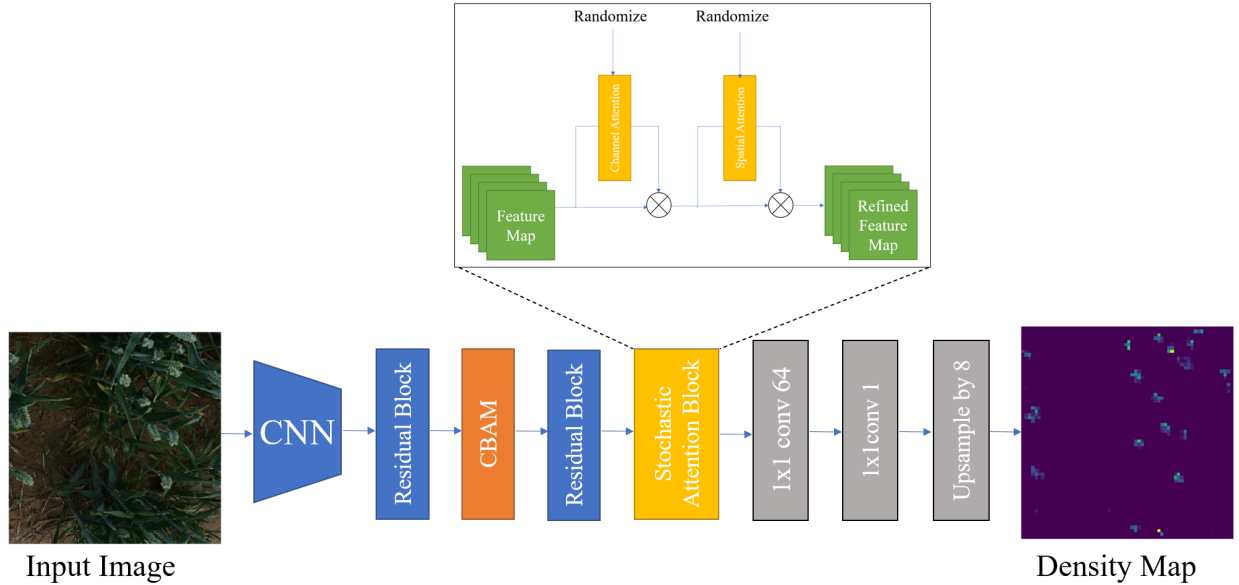 Randomize
Randomize
Channel Attention
Spatial Attention
Feature
Map
Refined
Feature
Map
CNN
Residual Block
CBAM
Residual Block
Stochastic
Attention Block
1x1 conv 64
1x1conv 1
Upsample by 8
Input Image
Density Map